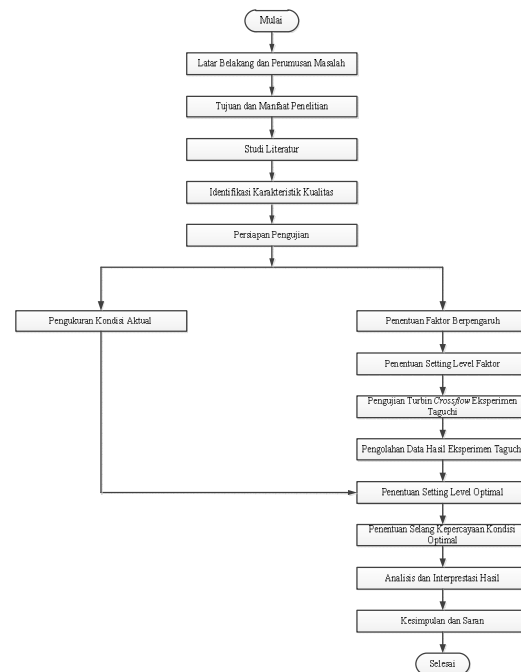 Mulai
Latar Belakang dan Perumusan Masalah
Tujuan dan Manfaat Penelitian
Studi Literatur
Identifikasi Karakteristik Kualitas
Persiapan Pengujian
Pengukuran Kondisi Aktual
Penentuan Faktor Berpengaruh
Penentuan Setting Level Faktor
Pengujian Turbin Crossflow Eksperimen
Taguchi
Pengolahan Data Hasil Eksperimen Taguchi
Penentuan Setting Level Optimal
Penentuan Selang Kepercayaan Kondisi
Optimal
Analisis dan Interprestasi Hasil
Kesimpulan dan Saran
Selesai